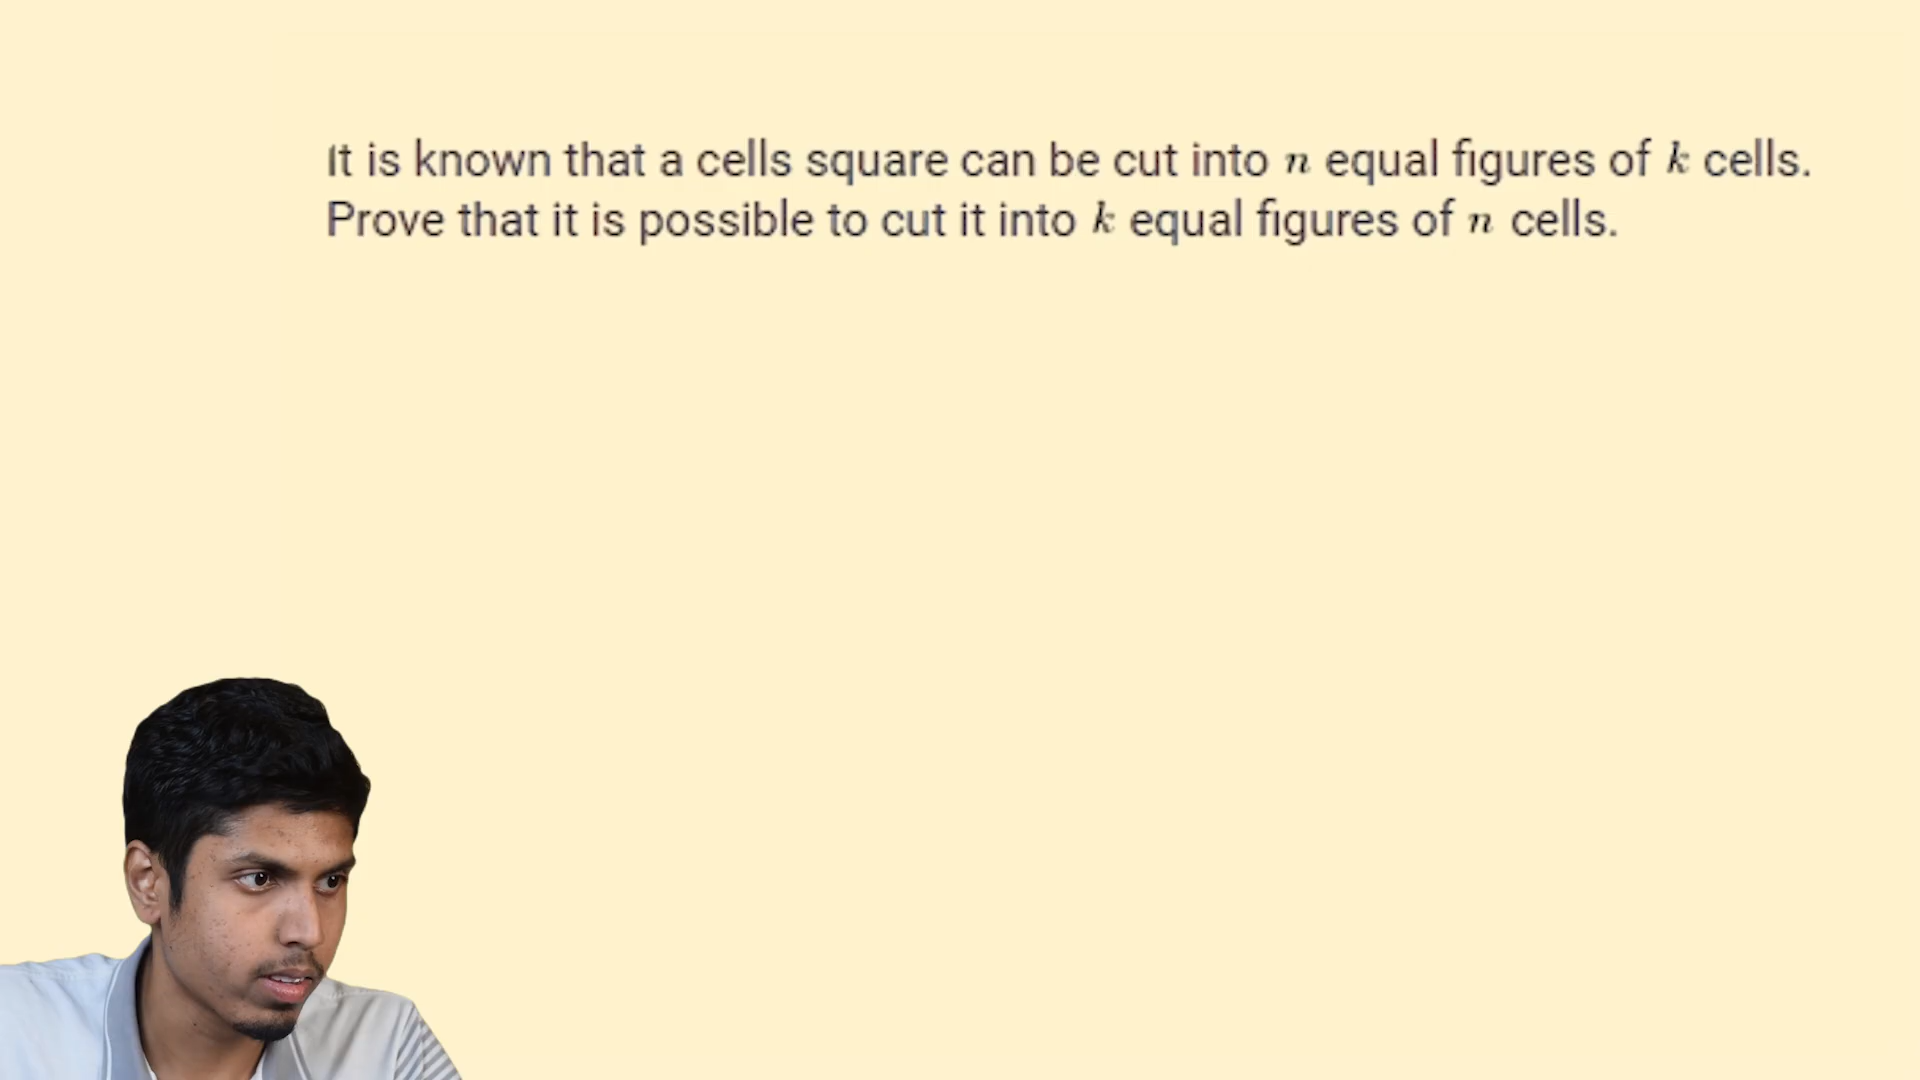 It is known that a cells square can be cut into n equal figures of k cells.
Prove that it is possible to cut it into k equal figures of n cells.